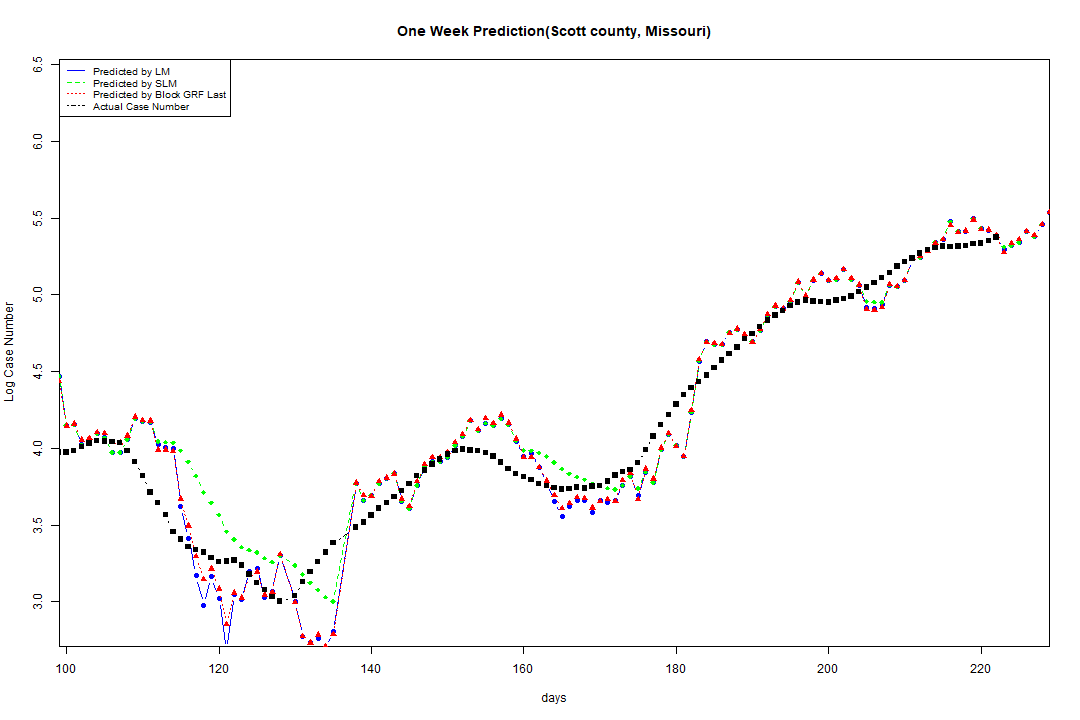 One Week Prediction(Scott county, Missouri)
Predicted by LM
Predicted by SLM
Predicted by Block GRF Last
Actual Case Number
6.5
6.0
5.5
5.0
4.5
4.0
3.5
3.0
Log Case Number
100 120 140 160 180 200 220
days